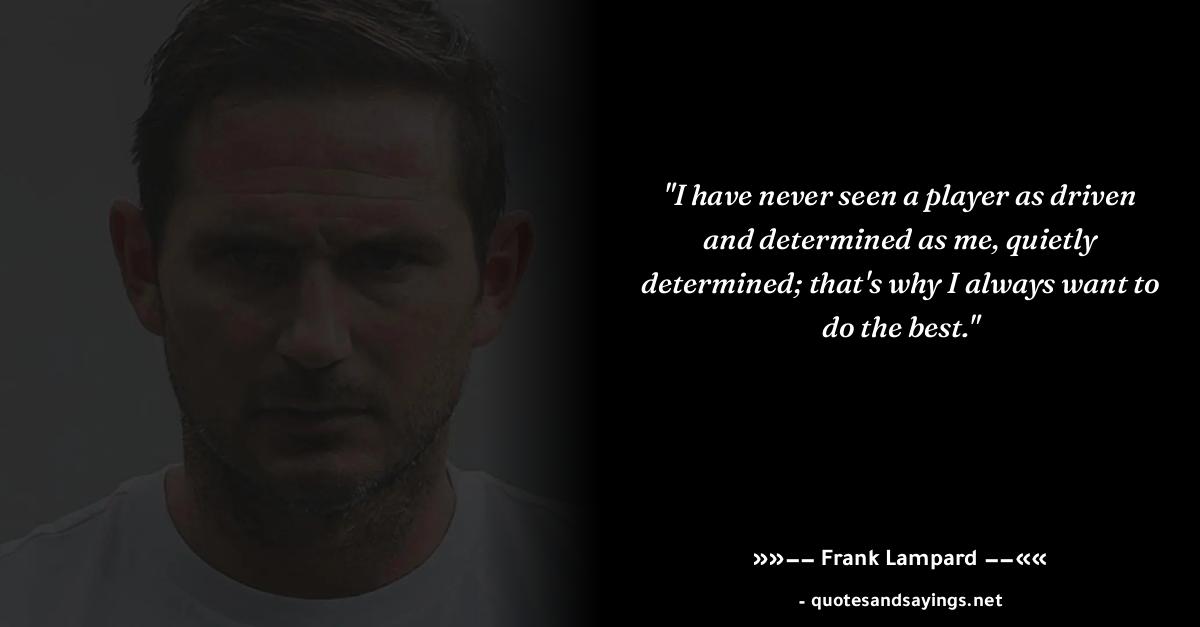 "I have never seen a player as driven
and determined as me, quietly
determined; that's why I always want to
do the best."
»»–– Frank Lampard ––««
- quotesandsayings.net